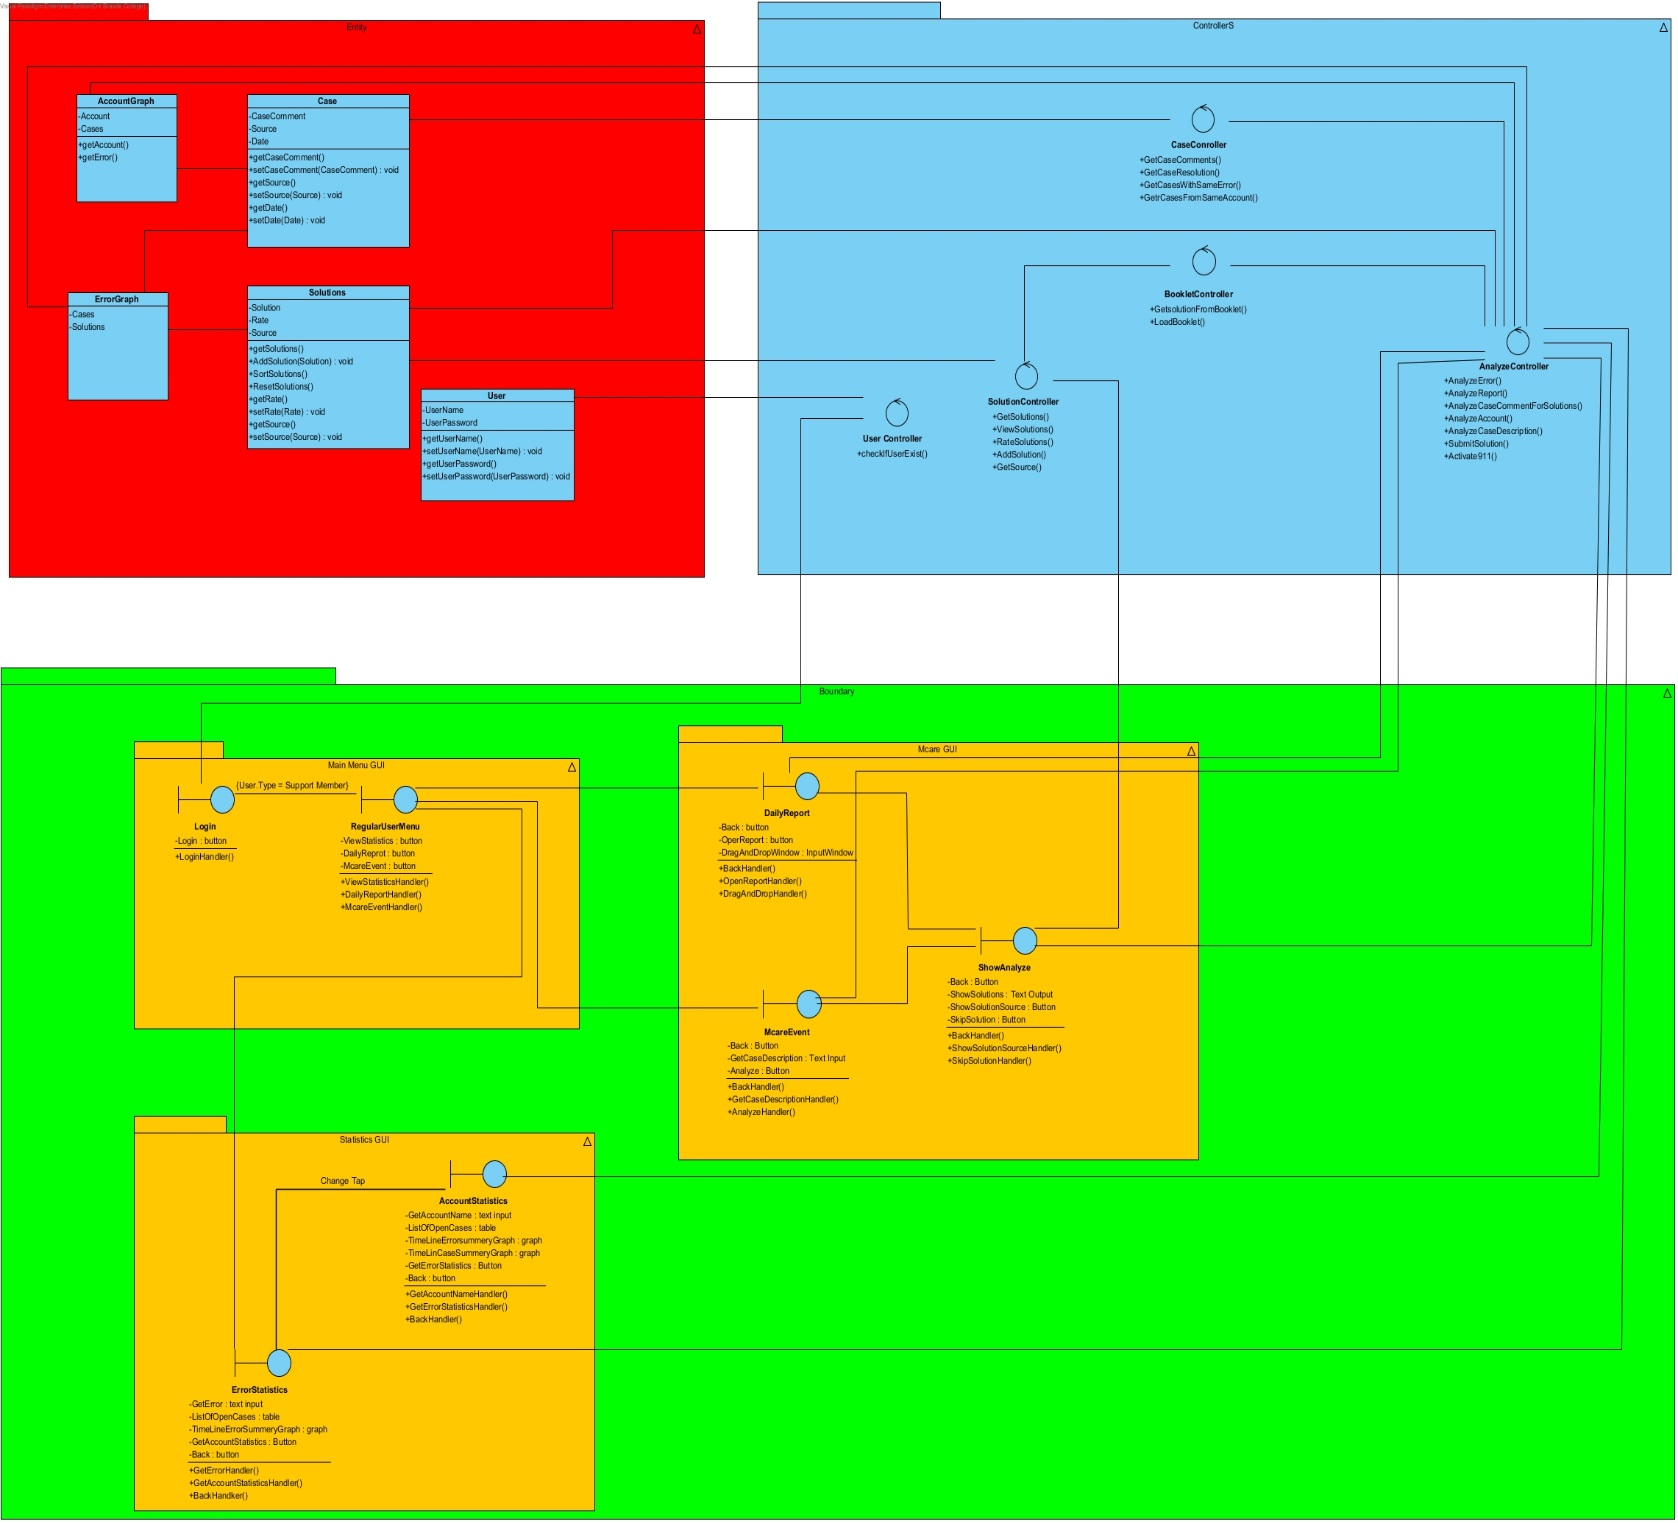 Entity
AccountGraph
-Account
-Cases
+getAccount()
+getError()
Case
-CaseComment
-Source
-Date
+getCaseComment()
+setCaseComment(CaseComment) : void
+getSource()
+setSource(Source) : void
+getDate()
+setDate(Date) : void
ErrorGraph
-Cases
-Solutions
Solutions
-Solution
-Rate
-Source
+getSolutions()
+AddSolution(Solution) : void
+SortSolutions()
+ResetSolutions()
+getRate()
+setRate(Rate) : void
+getSource()
+setSource(Source) : void
User
-UserName
-UserPassword
+getUserName()
+setUserName(UserName) : void
+getUserPassword()
+setUserPassword(UserPassword) : void
ControllerS
CaseConroller
+GetCaseComments()
+GetCaseResolution()
+GetCasesWithSameError()
+GetrCasesFromSameAccount()
BookletController
+GetsolutionFromBooklet()
+LoadBooklet()
AnalyzeController
+AnalyzeError()
+AnalyzeReport()
+AnalyzeCaseCommentForSolutions()
+AnalyzeAccount()
+AnalyzeCaseDescription()
+SubmitSolution()
+Activate911()
SolutionController
+GetSolutions()
+ViewSolutions()
+RateSolutions()
+AddSolution()
+GetSource()
User Controller
+checkIfUserExist()
Boundary
Main Menu GUI
{User.Type = Support Member}
Login
-Login : button
+LoginHandler()
RegularUserMenu
-ViewStatistics : button
-DailyReprot : button
-McareEvent : button
+ViewStatisticsHandler()
+DailyReportHandler()
+McareEventHandler()
Mcare GUI
DailyReport
-Back : button
-OperReport : button
-DragAndDropWindow : InputWindow
+BackHandler()
+OpenReportHandler()
+DragAndDropHandler()
ShowAnalyze
-Back : Button
-ShowSolutions : Text Output
-ShowSolutionSource : Button
-SkipSolution : Button
+BackHandler()
+ShowSolutionSourceHandler()
+SkipSolutionHandler()
McareEvent
-Back : Button
-GetCaseDescription : Text Input
-Analyze : Button
+BackHandler()
+GetCaseDescriptionHandler()
+AnalyzeHandler()
Statistics GUI
Change Tap
AccountStatistics
-GetAccountName : text input
-ListOfOpenCases : table
-TimeLineErrorsummeryGraph : graph
-TimeLinCaseSummeryGraph : graph
-GetErrorStatistics : Button
-Back : button
+GetAccountNameHandler()
+GetErrorStatisticsHandler()
+BackHandler()
ErrorStatistics
-GetError : text input
-ListOfOpenCases : table
-TimeLineErrorSummeryGraph : graph
-GetAccountStatistics : Button
-Back : button
+GetErrorHandler()
+GetAccountStatisticsHandler()
+BackHandker()